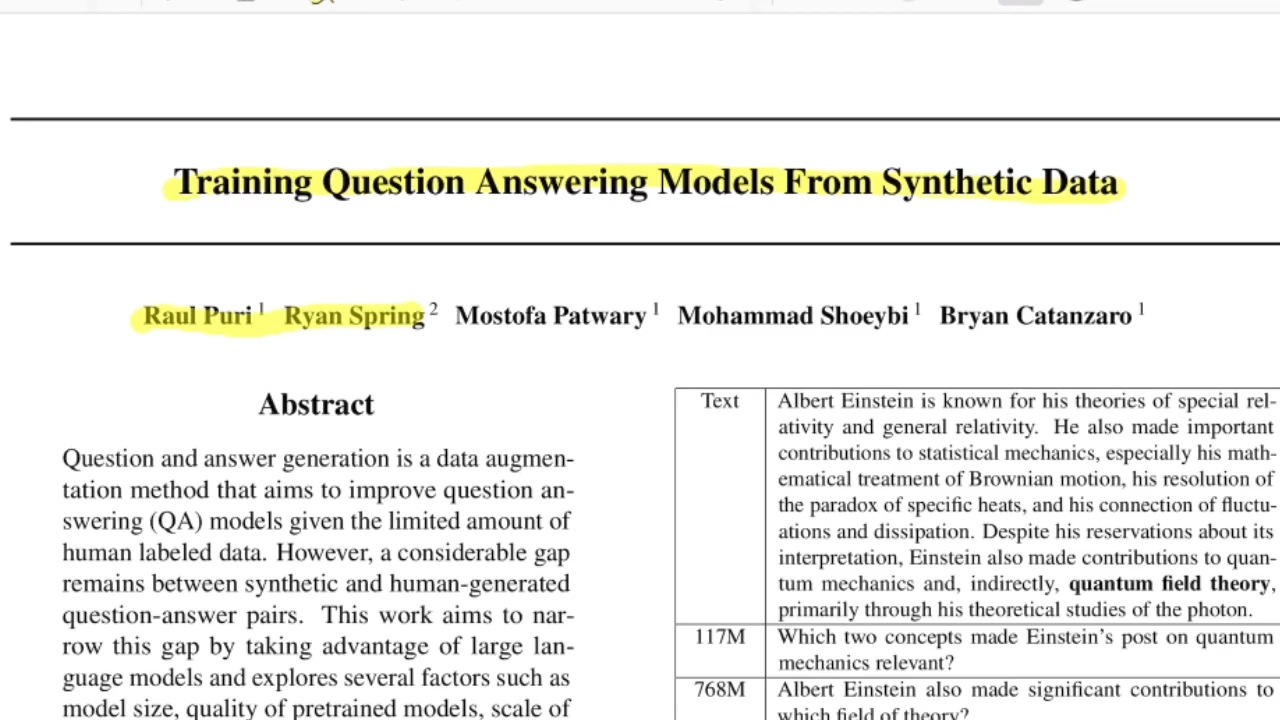 Training Question Answering Models From Synthetic Data
Raul Puri 1 Ryan Spring 2 Mostofa Patwary 1 Mohammad Shoeybi 1 Bryan Catanzaro 1
Abstract
Question and answer generation is a data augmen-
tation method that aims to improve question an-
swering (QA) models given the limited amount of
human labeled data. However, a considerable gap
remains between synthetic and human-generated
question-answer pairs. This work aims to nar-
row this gap by taking advantage of large lan-
guage models and explores several factors such as
model size, quality of pretrained models, scale of
Text
Albert Einstein is known for his theories of special rel-
ativity and general relativity. He also made important
contributions to statistical mechanics, especially his math-
ematical treatment of Brownian motion, his resolution of
the paradox of specific heats, and his connection of fluctu-
ations and dissipation. Despite his reservations about its
interpretation, Einstein also made contributions to quan-
tum mechanics and, indirectly, quantum field theory,
primarily through his theoretical studies of the photon.
117M
Which two concepts made Einstein's post on quantum
mechanics relevant?
768M
Albert Einstein also made significant contributions to
which field of theory?